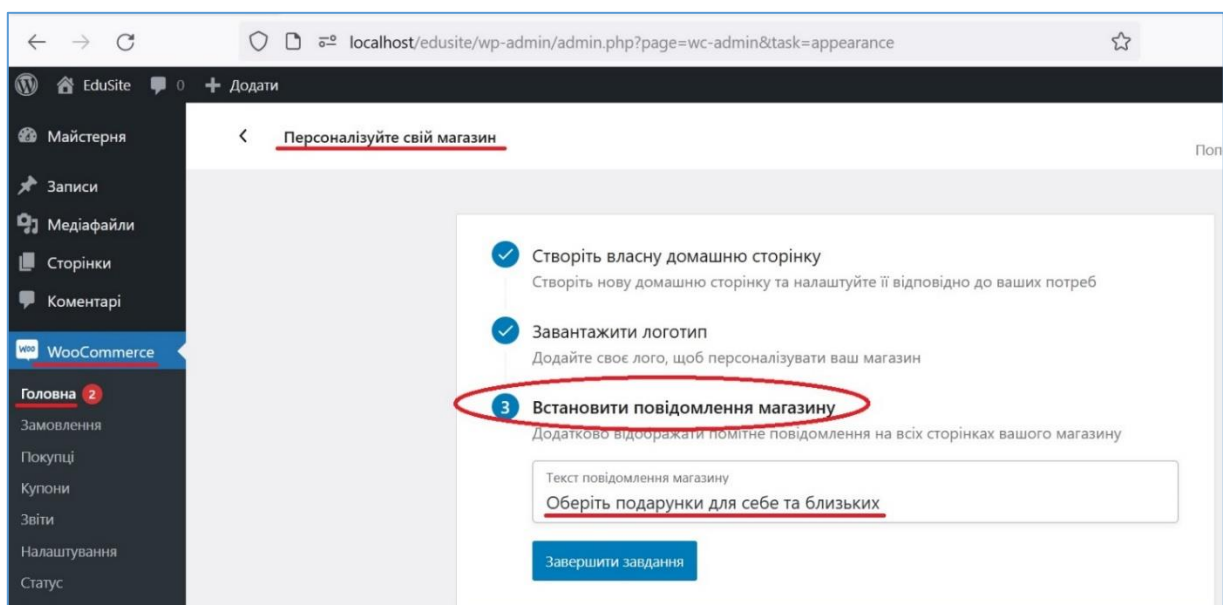 localhost/edusite/wp-admin/admin.php?page=wc-admin&task=appearance
EduSite 0 Додати
Майстерня
Персоналізуйте свій магазин
Поп
Записи
Медіафайли
Сторінки
Коментарі
WooCommerce
Головна 2
Замовлення
Покупці
Купони
Звіти
Налаштування
Статус
Створіть власну домашню сторінку
Створіть нову домашню сторінку та налаштуйте її відповідно до ваших потреб
Завантажити логотип
Додайте своє лого, щоб персоналізувати ваш магазин
3 Встановити повідомлення магазину
Додатково відображати помітне повідомлення на всіх сторінках вашого магазину
Текст повідомлення магазину
Оберіть подарунки для себе та близьких
Завершити завдання